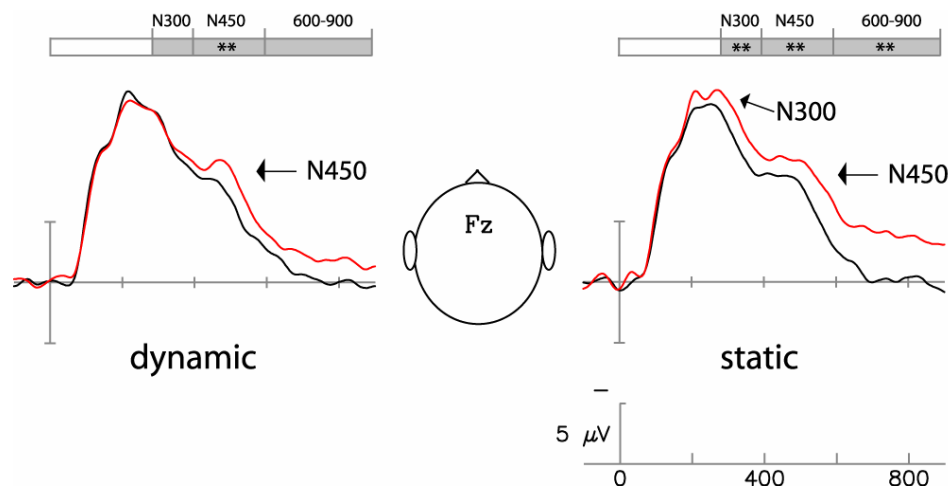 N300 N450 600-900
**
N300 N450 600-900
** ** **
N300
N450
N450
Fz
dynamic
static
–
5 μV
0 400 800